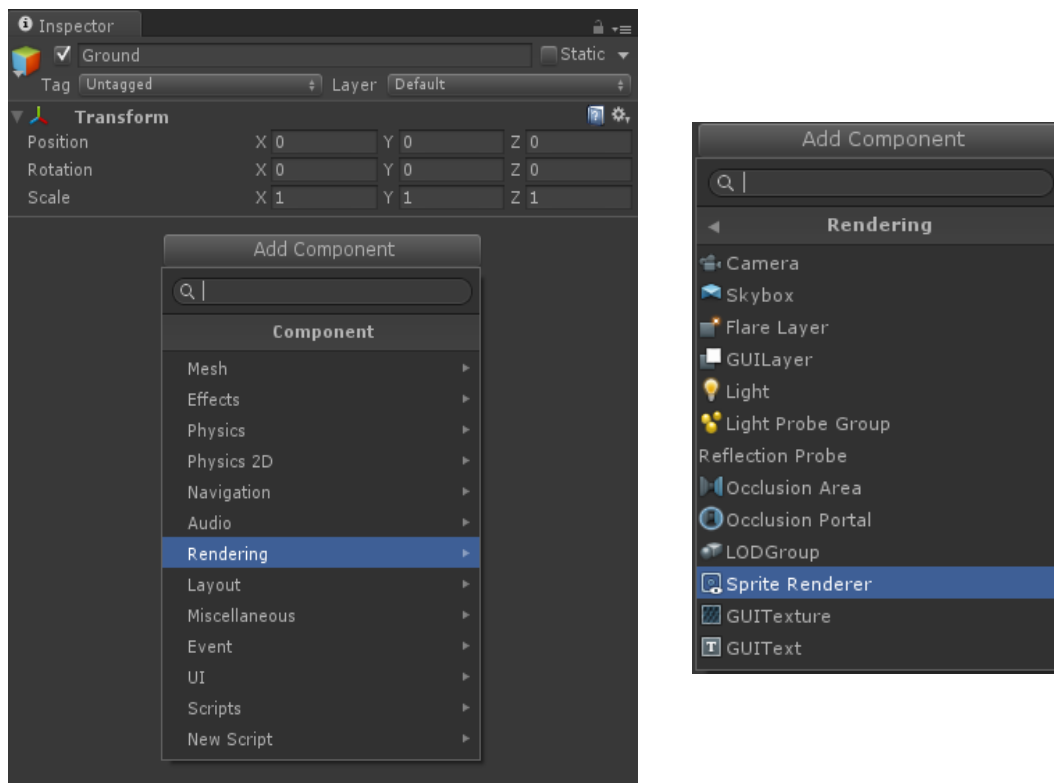 Inspector
Ground Static
Tag Untagged Layer Default
Transform
Position X 0 Y 0 Z 0
Rotation X 0 Y 0 Z 0
Scale X 1 Y 1 Z 1
Add Component
Component
Mesh
Effects
Physics
Physics 2D
Navigation
Audio
Rendering
Layout
Miscellaneous
Event
UI
Scripts
New Script
Add Component
Rendering
Camera
Skybox
Flare Layer
GUILayer
Light
Light Probe Group
Reflection Probe
Occlusion Area
Occlusion Portal
LODGroup
Sprite Renderer
GUITexture
GUIText